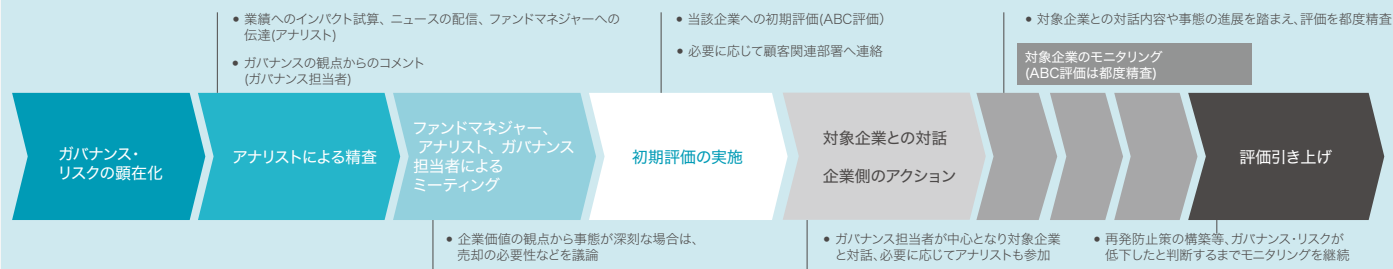 • 業績へのインパクト試算、ニュースの配信、ファンドマネジャーへの
伝達(アナリスト)
• ガバナンスの観点からのコメント
(ガバナンス担当者)
• 当該企業への初期評価(ABC評価)
• 必要に応じて顧客関連部署へ連絡
• 対象企業との対話内容や事態の進展を踏まえ、評価を都度精査
対象企業のモニタリング
(ABC評価は都度精査)
ガバナンス・
リスクの顕在化
アナリストによる精査
ファンドマネジャー、
アナリスト、ガバナンス
担当者による
ミーティング
初期評価の実施
対象企業との対話
企業側のアクション
評価引き上げ
• 企業価値の観点から事態が深刻な場合は、
売却の必要性などを議論
• ガバナンス担当者が中心となり対象企業
と対話、必要に応じてアナリストも参加
• 再発防止策の構築等、ガバナンス・リスクが
低下したと判断するまでモニタリングを継続